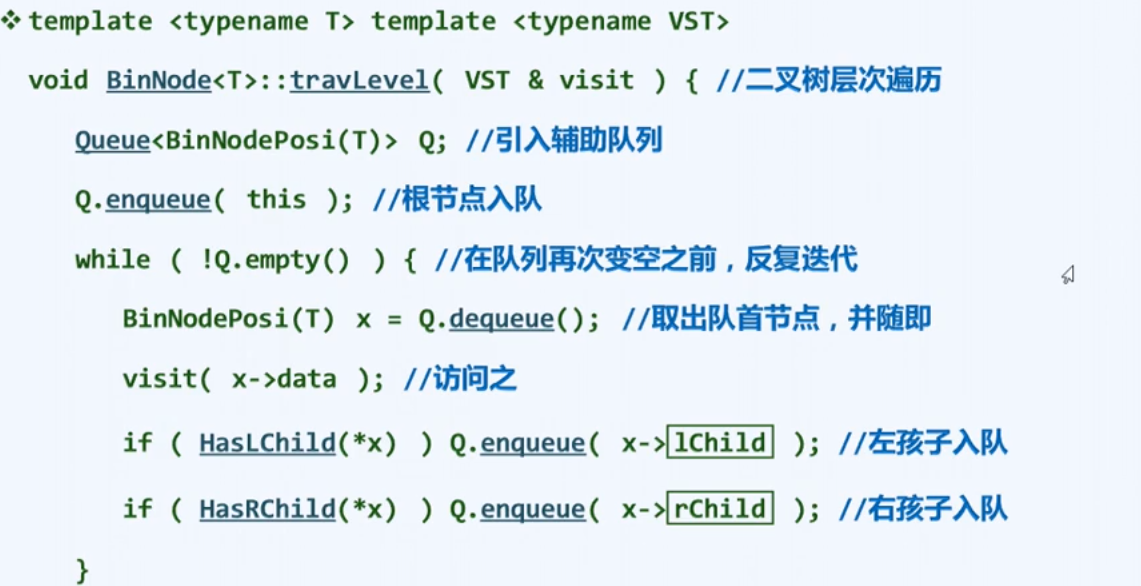 ❖ template <typename T> template <typename VST>
void BinNode<T>::travLevel( VST & visit ) { //二叉树层次遍历
Queue<BinNodePosi(T)> Q; //引入辅助队列
Q.enqueue( this ); //根节点入队
while ( !Q.empty() ) { //在队列再次变空之前，反复迭代
BinNodePosi(T) x = Q.dequeue(); //取出队首节点，并随即
visit( x->data ); //访问之
if ( HasLChild(*x) ) Q.enqueue( x->lChild ); //左孩子入队
if ( HasRChild(*x) ) Q.enqueue( x->rChild ); //右孩子入队
}